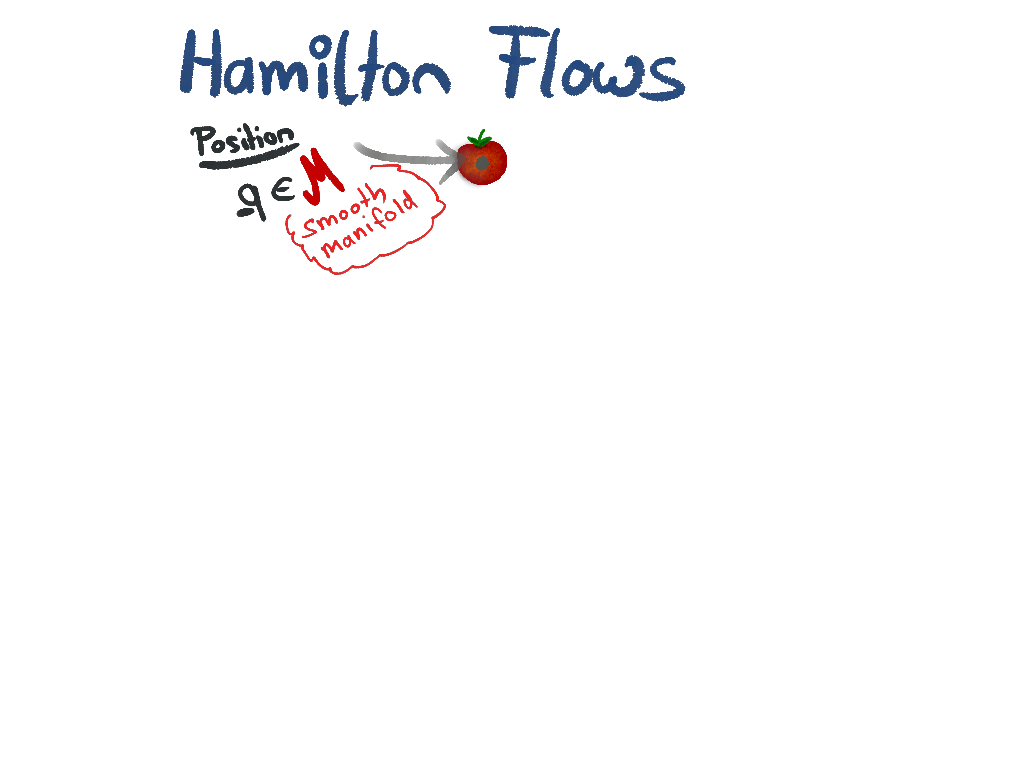 Hamilton Flows
Position
q ∈ M
smooth
manifold